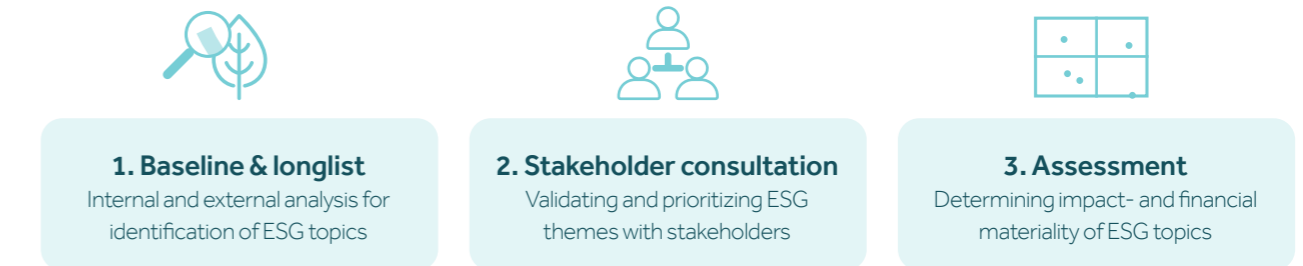 1. Baseline & longlist
Internal and external analysis for
identification of ESG topics
2. Stakeholder consultation
Validating and prioritizing ESG
themes with stakeholders
3. Assessment
Determining impact- and financial
materiality of ESG topics